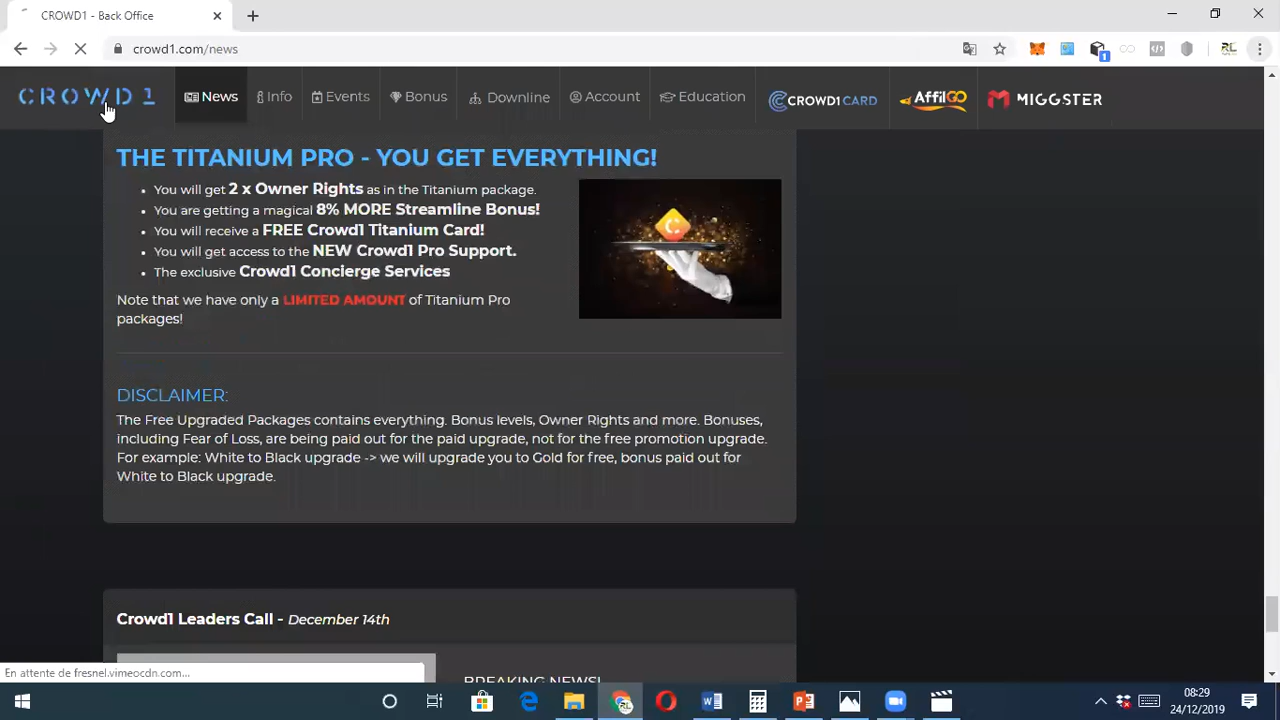 CROWD1 - Back Office
crowd1.com/news
1
RC
CROWD 1
News
Info
Events
Bonus
Downline
Account
Education
CROWD1CARD
AffilGO
MIGGSTER
THE TITANIUM PRO - YOU GET EVERYTHING!
• You will get 2 x Owner Rights as in the Titanium package.
• You are getting a magical 8% MORE Streamline Bonus!
• You will receive a FREE Crowd1 Titanium Card!
• You will get access to the NEW Crowd1 Pro Support.
• The exclusive Crowd1 Concierge Services
Note that we have only a LIMITED AMOUNT of Titanium Pro
packages!
DISCLAIMER:
The Free Upgraded Packages contains everything. Bonus levels, Owner Rights and more. Bonuses,
including Fear of Loss, are being paid out for the paid upgrade, not for the free promotion upgrade.
For example: White to Black upgrade -> we will upgrade you to Gold for free, bonus paid out for
White to Black upgrade.
Crowd1 Leaders Call - December 14th
BREAKING NEWS!
En attente de fresnel.vimeocdn.com...
08:29
24/12/2019